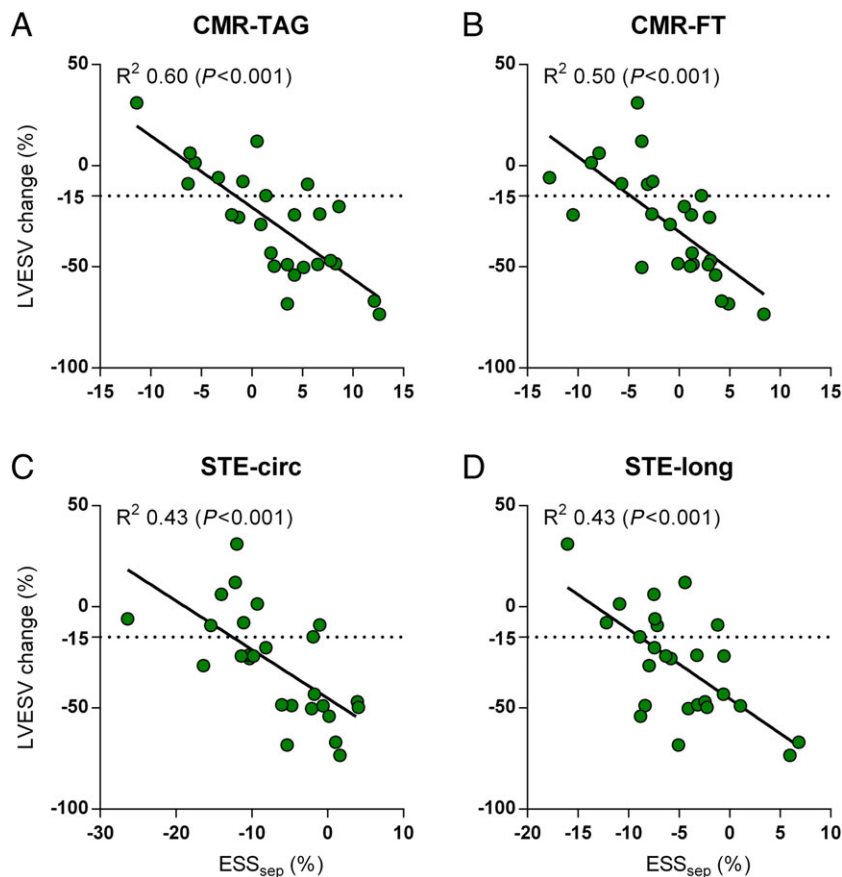 A
CMR-TAG
R² 0.60 (P<0.001)
LVESV change (%)
50
0
-15
-50
-100
-15 -10 -5 0 5 10 15
B
CMR-FT
R² 0.50 (P<0.001)
50
0
-15
-50
-100
-15 -10 -5 0 5 10 15
C
STE-circ
R² 0.43 (P<0.001)
LVESV change (%)
50
0
-15
-50
-100
-30 -20 -10 0 10
ESSsep (%)
D
STE-long
R² 0.43 (P<0.001)
50
0
-15
-50
-100
-20 -15 -10 -5 0 5 10
ESSsep (%)